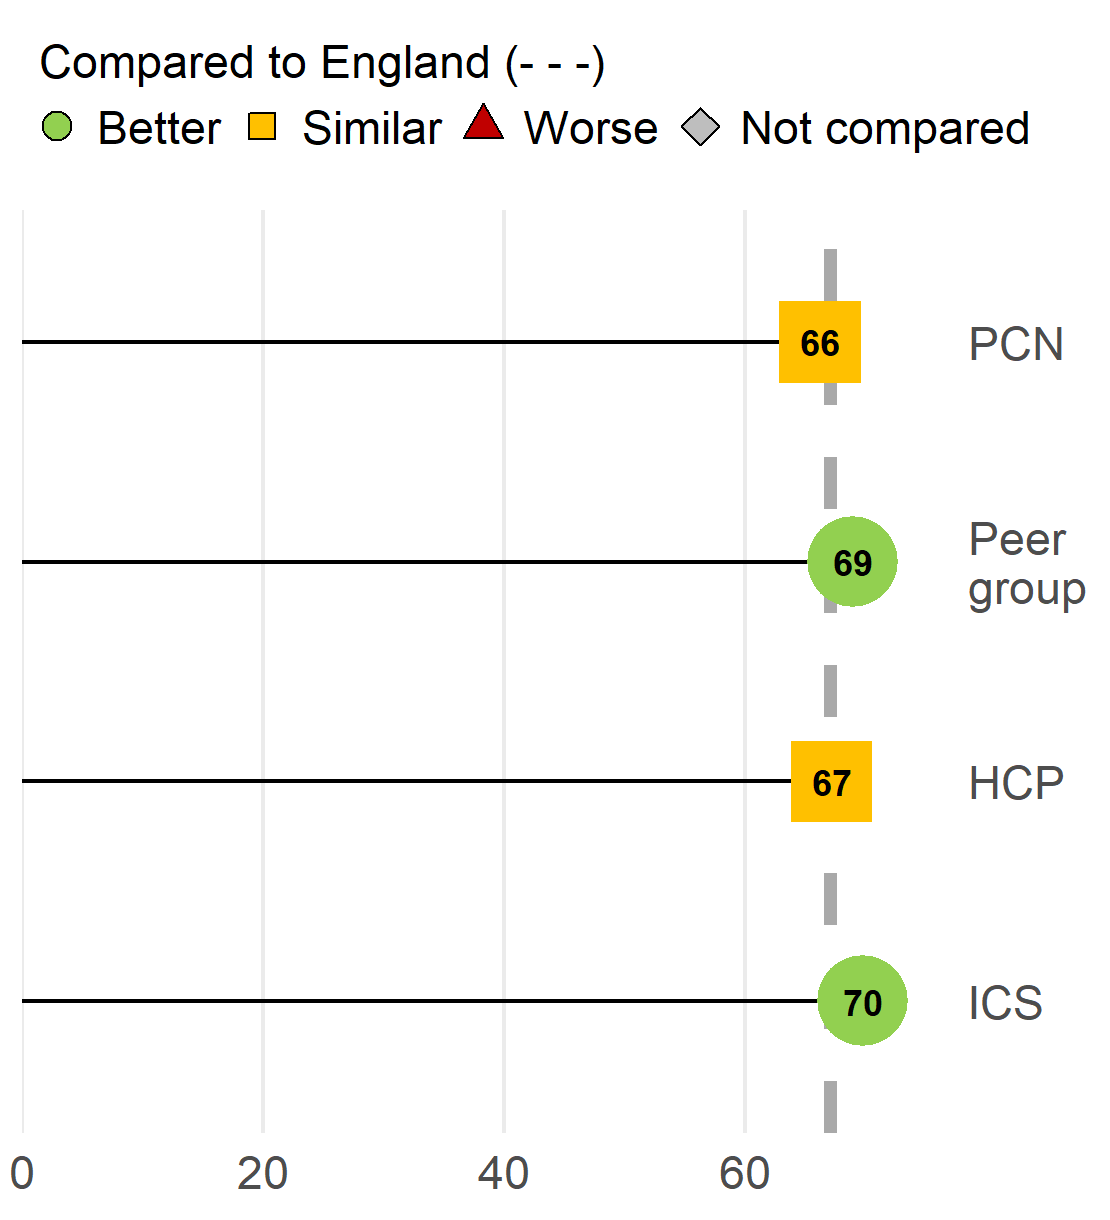 Compared to England (- - -)
Better Similar Worse Not compared
66 PCN
69 Peer
group
67 HCP
70 ICS
0 20 40 60